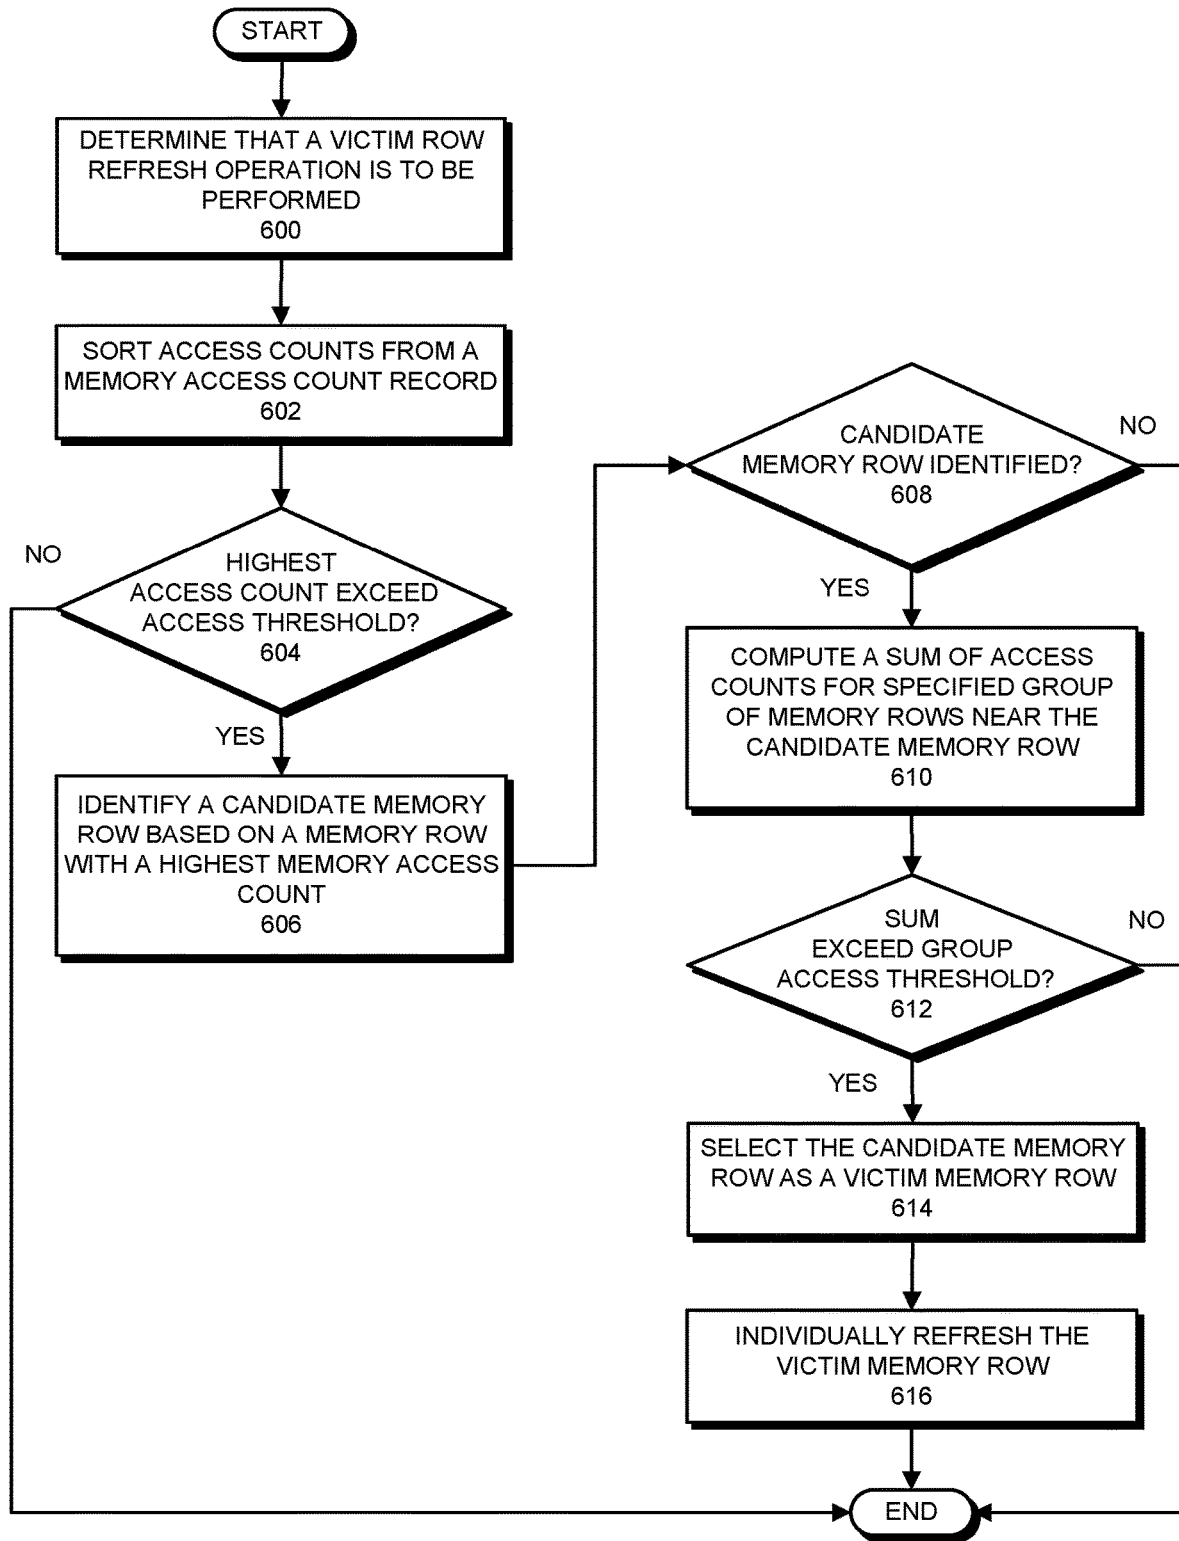 START
DETERMINE THAT A VICTIM ROW
REFRESH OPERATION IS TO BE
PERFORMED
600
SORT ACCESS COUNTS FROM A
MEMORY ACCESS COUNT RECORD
602
NO
HIGHEST
ACCESS COUNT EXCEED
ACCESS THRESHOLD?
604
YES
IDENTIFY A CANDIDATE MEMORY
ROW BASED ON A MEMORY ROW
WITH A HIGHEST MEMORY ACCESS
COUNT
606
CANDIDATE
MEMORY ROW IDENTIFIED?
608
NO
YES
COMPUTE A SUM OF ACCESS
COUNTS FOR SPECIFIED GROUP
OF MEMORY ROWS NEAR THE
CANDIDATE MEMORY ROW
610
SUM
EXCEED GROUP
ACCESS THRESHOLD?
612
NO
YES
SELECT THE CANDIDATE MEMORY
ROW AS A VICTIM MEMORY ROW
614
INDIVIDUALLY REFRESH THE
VICTIM MEMORY ROW
616
END